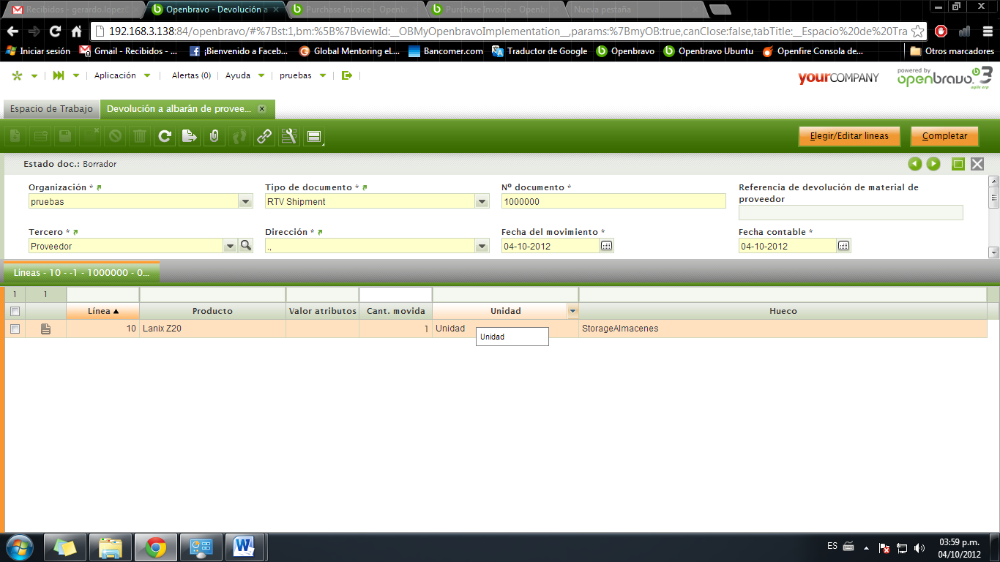 Recibidos - gerardo.lopez
Openbravo - Devolución a
Purchase Invoice - Openb
Purchase Invoice - Openb
Nueva pestaña
192.168.3.138:84/openbravo/#%7Bst:1,bm:%5B%7BviewId:__OBMyOpenbravoImplementation__,params:%7BmyOB:true,canClose:false,tabTitle:__Espacio%20de%20Tra
Iniciar sesión
Gmail - Recibidos - ...
¡Bienvenido a Faceb...
Global Mentoring eL...
Bancomer.com
Traductor de Google
Openbravo
Openbravo Ubuntu
Openfire Consola de...
Otros marcadores
Aplicación
Alertas (0)
Ayuda
pruebas
yourCOMPANY
powered by
openbravo 3
agile erp
Espacio de Trabajo
Devolución a albarán de provee...
Elegir/Editar lineas
Completar
Estado doc.: Borrador
Organización *
Tipo de documento *
Nº documento *
Referencia de devolución de material de
proveedor
pruebas
RTV Shipment
1000000
Tercero *
Dirección *
Fecha del movimiento *
Fecha contable *
Proveedor
.,
04-10-2012
04-10-2012
Líneas - 10 - -1 - 1000000 - 0...
1
1
Línea
Producto
Valor atributos
Cant. movida
Unidad
Hueco
10
Lanix Z20
1
Unidad
StorageAlmacenes
Unidad
ES
03:59 p.m.
04/10/2012